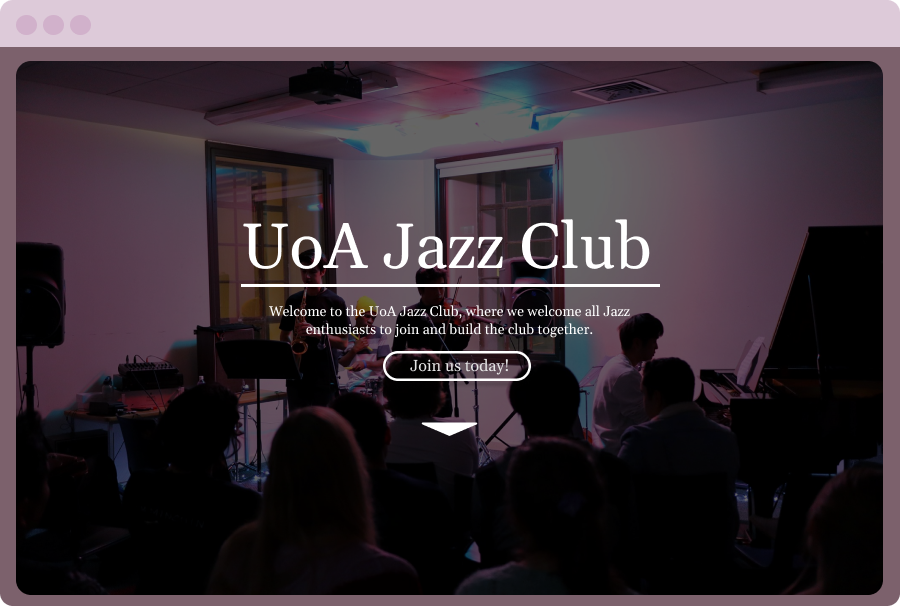 UoA Jazz Club
Welcome to the UoA Jazz Club, where we welcome all Jazz
enthusiasts to join and build the club together.
Join us today!